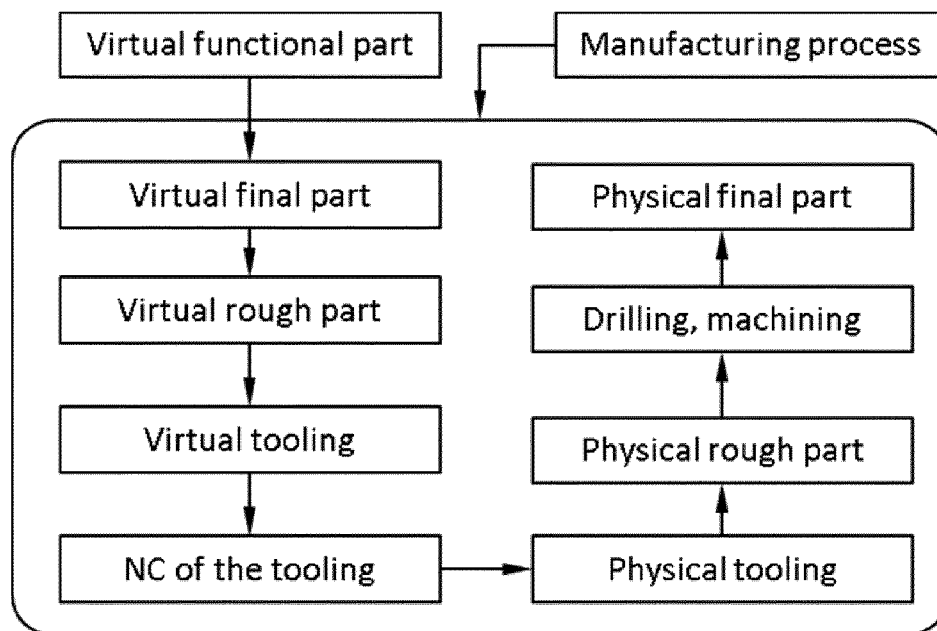 Virtual functional part
Manufacturing process
Virtual final part
Virtual rough part
Virtual tooling
NC of the tooling
Physical tooling
Physical rough part
Drilling, machining
Physical final part